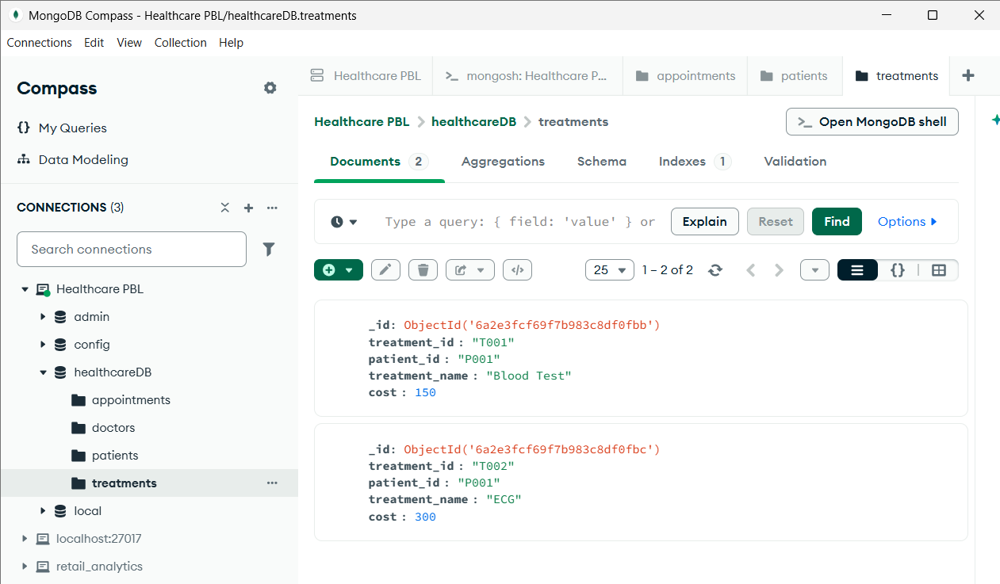 MongoDB Compass - Healthcare PBL/healthcareDB.treatments
Connections Edit View Collection Help
Compass
My Queries
Data Modeling
CONNECTIONS (3)
Search connections
Healthcare PBL
admin
config
healthcareDB
appointments
doctors
patients
treatments
local
localhost:27017
retail_analytics
Healthcare PBL
mongosh: Healthcare P...
appointments
patients
treatments
Healthcare PBL > healthcareDB > treatments
>_ Open MongoDB shell
Documents 2 Aggregations Schema Indexes 1 Validation
Type a query: { field: 'value' } or
Explain Reset Find Options
25 1 – 2 of 2
_id: ObjectId('6a2e3fcf69f7b983c8df0fbb')
treatment_id : "T001"
patient_id : "P001"
treatment_name : "Blood Test"
cost : 150
_id: ObjectId('6a2e3fcf69f7b983c8df0fbc')
treatment_id : "T002"
patient_id : "P001"
treatment_name : "ECG"
cost : 300